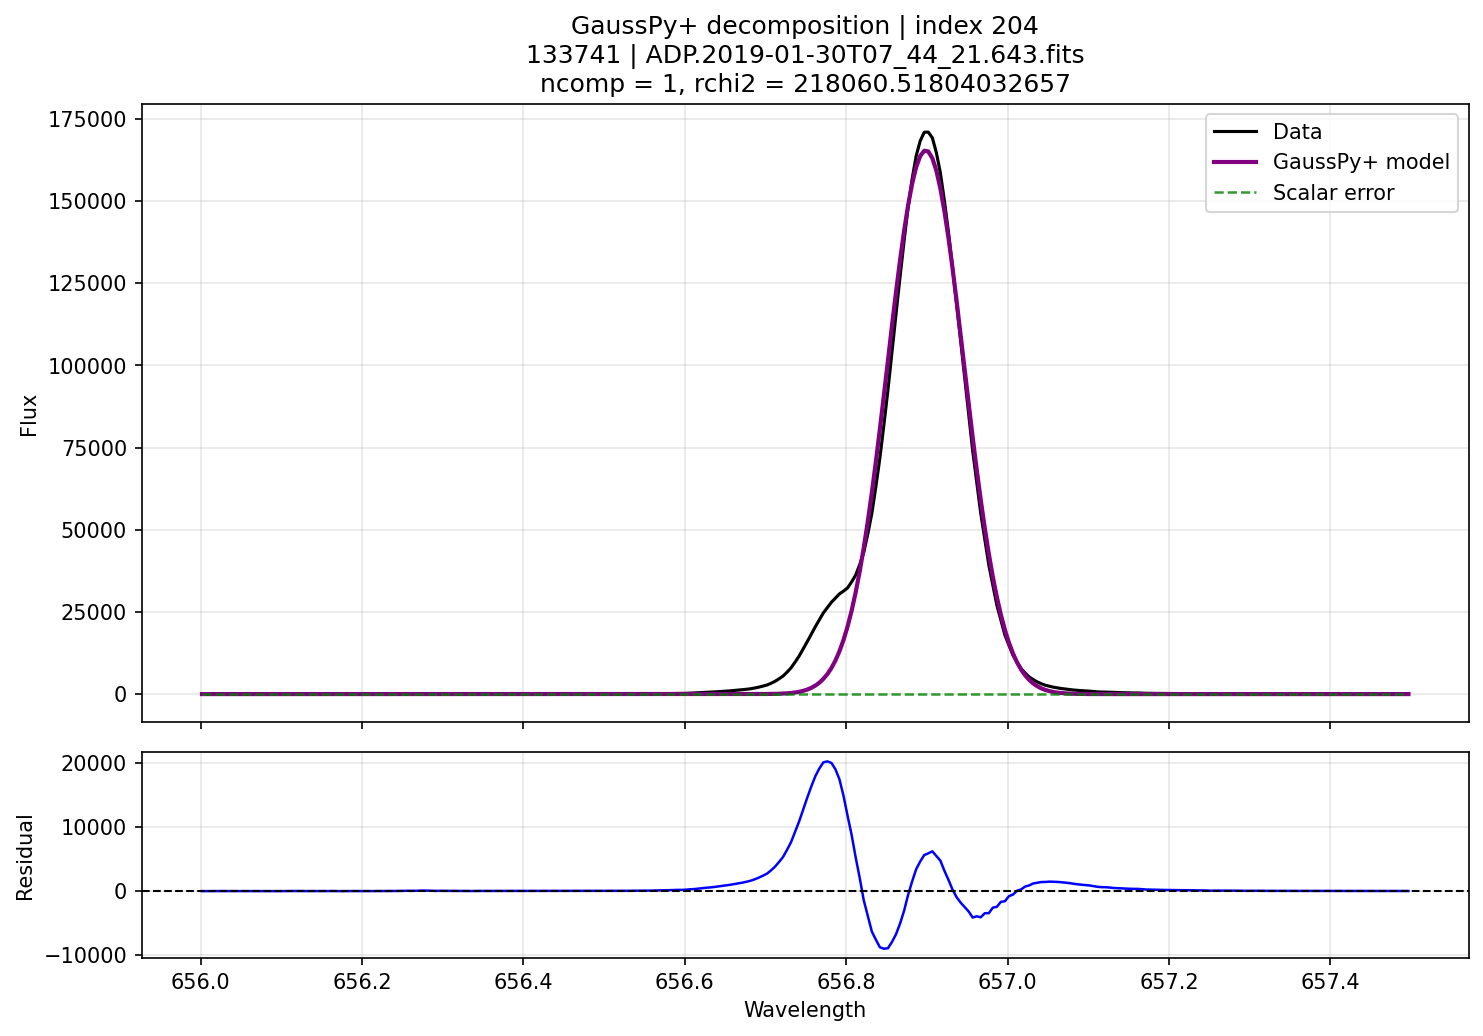 GaussPy+ decomposition | index 204
133741 | ADP.2019-01-30T07_44_21.643.fits
ncomp = 1, rchi2 = 218060.51804032657
Data
GaussPy+ model
Scalar error
175000
150000
125000
100000
75000
50000
25000
0
Flux
20000
10000
0
−10000
Residual
656.0
656.2
656.4
656.6
656.8
657.0
657.2
657.4
Wavelength